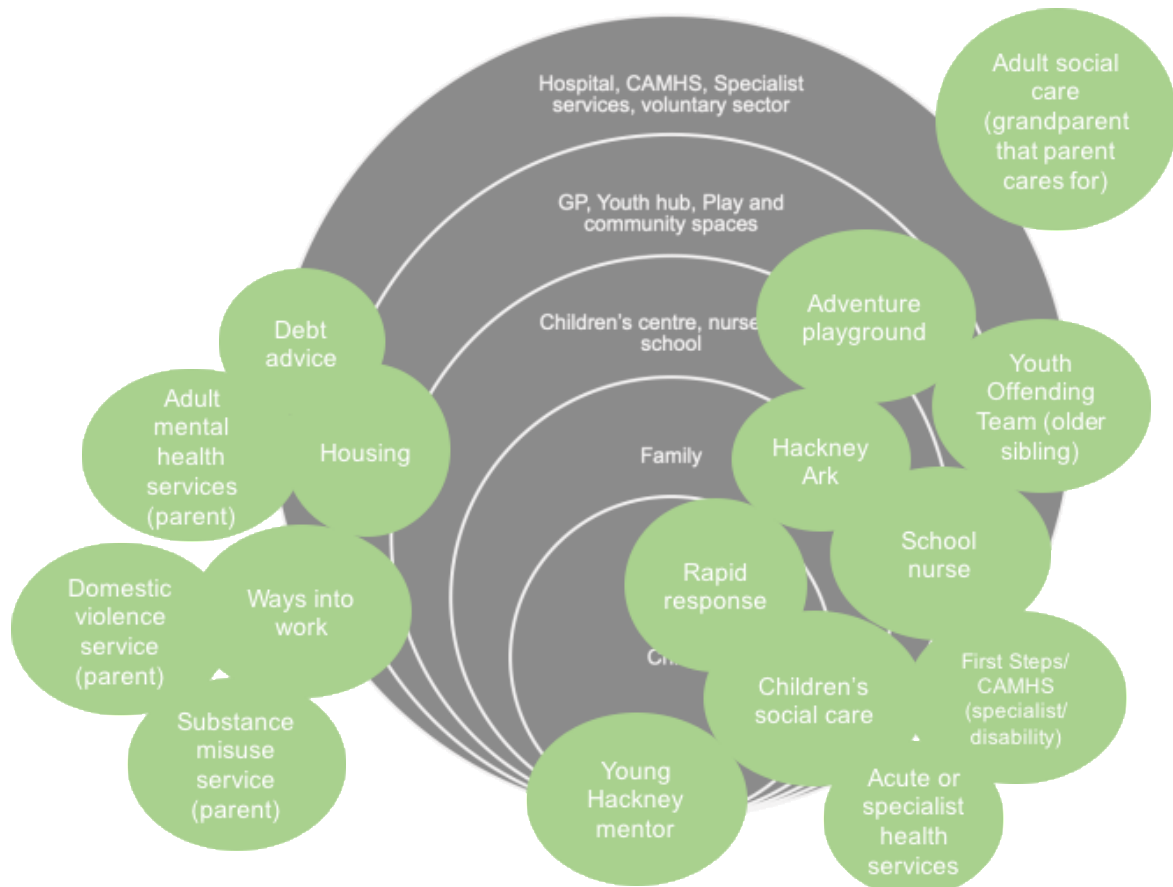 Hospital, CAMHS, Specialist
services, voluntary sector
Adult social
care
(grandparent
that parent
cares for)
GP, Youth hub, Play and
community spaces
Children’s centre,
school
Adventure
playground
Debt
advice
Youth
Offending
Team (older
sibling)
Adult
mental
health
services
(parent)
Housing
Family
Hackney
Ark
School
nurse
Rapid
response
Domestic
violence
service
(parent)
Ways into
work
First Steps/
CAMHS
(specialist/
disability)
Children’s
social care
Substance
misuse
service
(parent)
Young
Hackney
mentor
Acute or
specialist
health
services